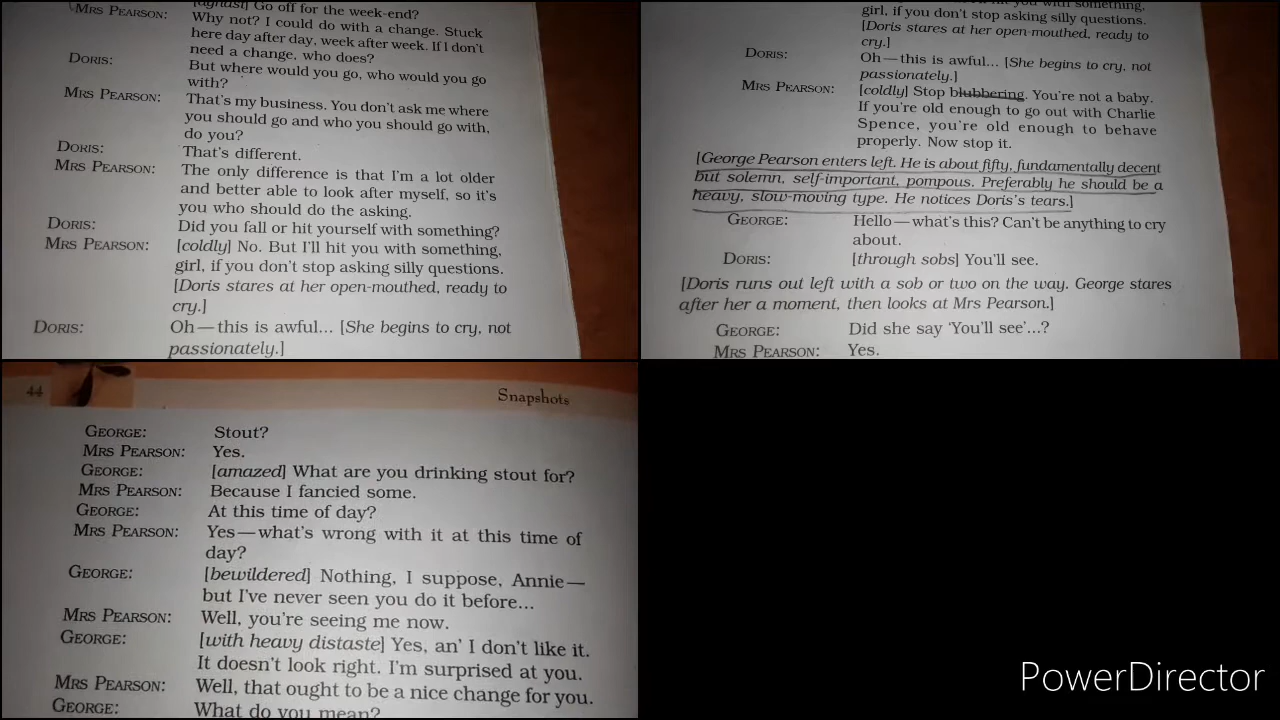 [aghast] Go off for the week-end?
MRS PEARSON: Why not? I could do with a change. Stuck
here day after day, week after week. If I don't
need a change, who does?
DORIS: But where would you go, who would you go
with?
MRS PEARSON: That's my business. You don't ask me where
you should go and who you should go with,
do you?
DORIS: That's different.
MRS PEARSON: The only difference is that I'm a lot older
and better able to look after myself, so it's
you who should do the asking.
DORIS: Did you fall or hit yourself with something?
MRS PEARSON: [coldly] No. But I'll hit you with something,
girl, if you don't stop asking silly questions.
[Doris stares at her open-mouthed, ready to
cry.]
DORIS: Oh—this is awful... [She begins to cry, not
passionately.]
you with something,
girl, if you don't stop asking silly questions.
[Doris stares at her open-mouthed, ready to
cry.]
DORIS: Oh—this is awful... [She begins to cry, not
passionately.]
MRS PEARSON: [coldly] Stop blubbering. You're not a baby.
If you're old enough to go out with Charlie
Spence, you're old enough to behave
properly. Now stop it.
[George Pearson enters left. He is about fifty, fundamentally decent
but solemn, self-important, pompous. Preferably he should be a
heavy, slow-moving type. He notices Doris's tears.]
GEORGE: Hello—what's this? Can't be anything to cry
about.
DORIS: [through sobs] You'll see.
[Doris runs out left with a sob or two on the way. George stares
after her a moment, then looks at Mrs Pearson.]
GEORGE: Did she say 'You'll see'...?
MRS PEARSON: Yes.
44 Snapshots
GEORGE: Stout?
MRS PEARSON: Yes.
GEORGE: [amazed] What are you drinking stout for?
MRS PEARSON: Because I fancied some.
GEORGE: At this time of day?
MRS PEARSON: Yes—what's wrong with it at this time of
day?
GEORGE: [bewildered] Nothing, I suppose, Annie—
but I've never seen you do it before...
MRS PEARSON: Well, you're seeing me now.
GEORGE: [with heavy distaste] Yes, an' I don't like it.
It doesn't look right. I'm surprised at you.
MRS PEARSON: Well, that ought to be a nice change for you.
GEORGE: What do you mean?
PowerDirector